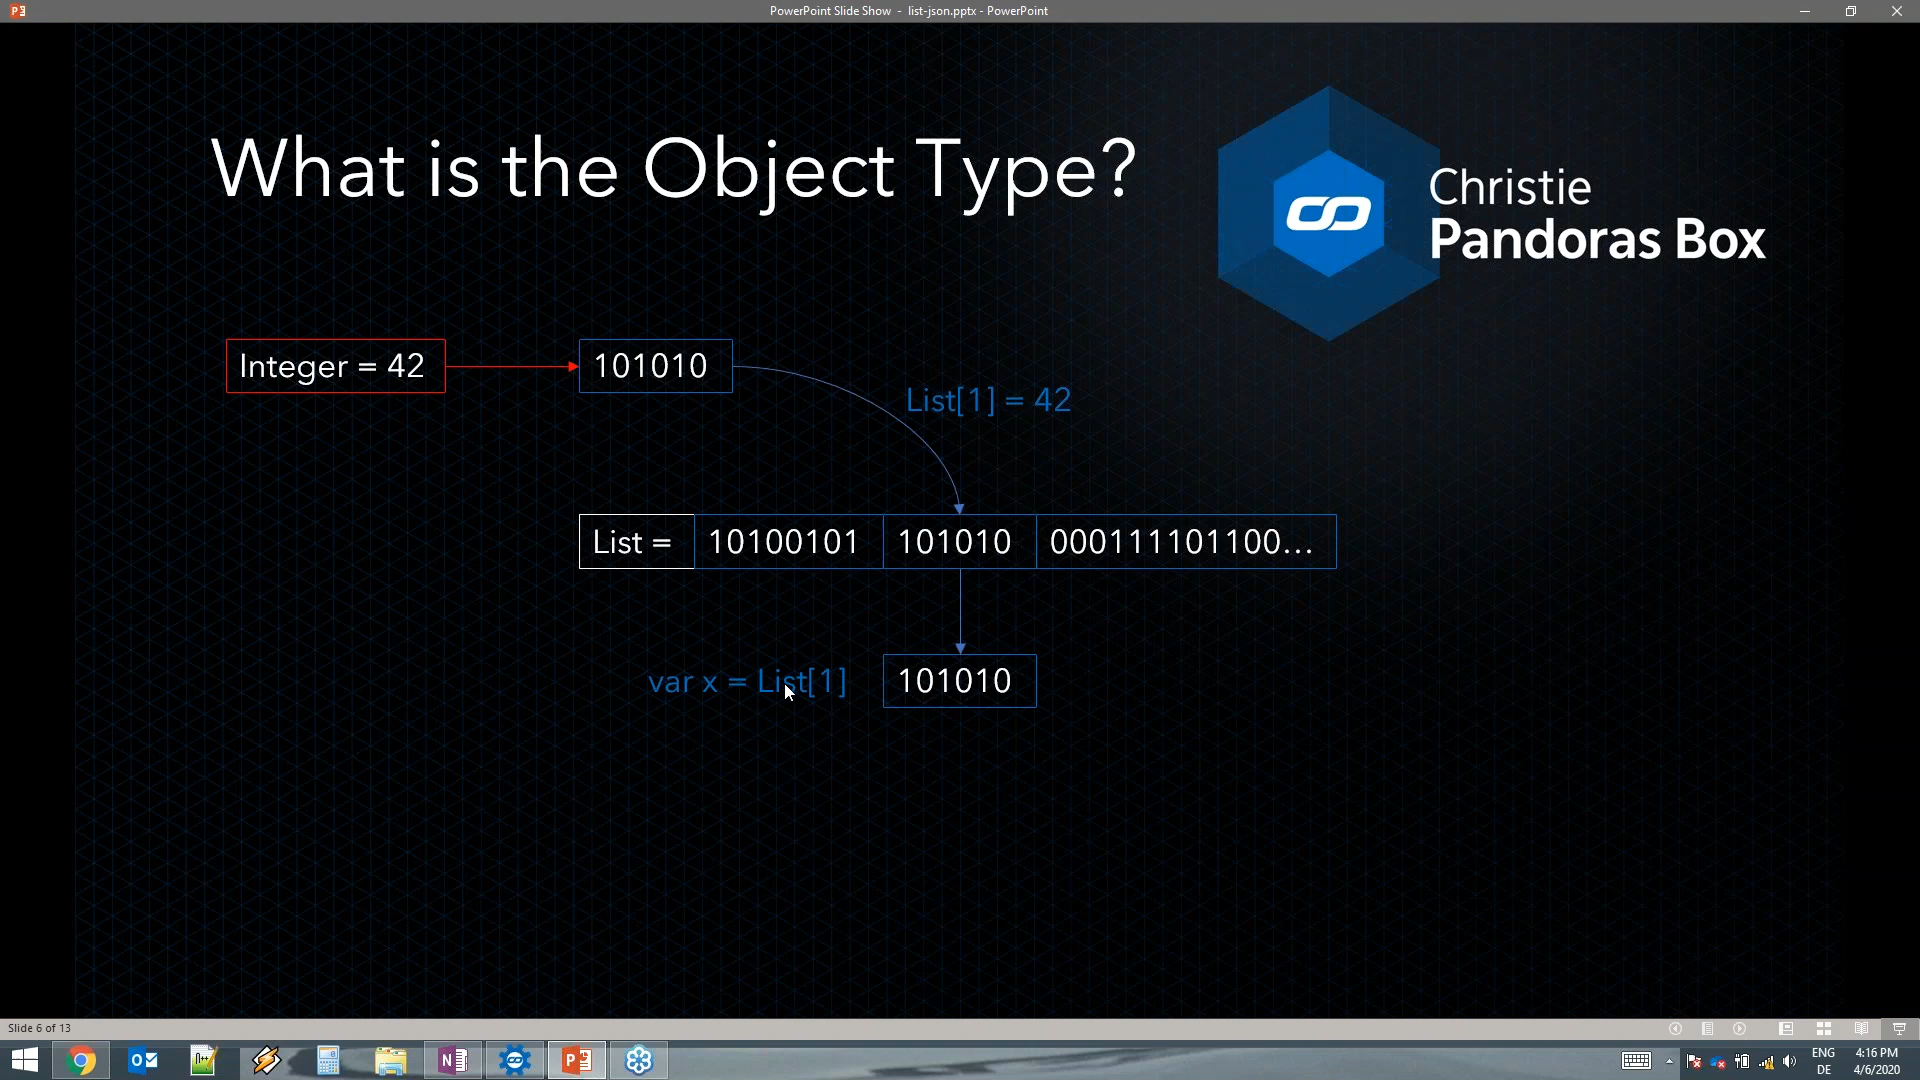 PowerPoint Slide Show - list-json.pptx - PowerPoint
What is the Object Type?
Christie
Pandoras Box
Integer = 42
101010
List[1] = 42
List =
10100101
101010
000111101100...
var x = List[1]
101010
Slide 6 of 13
ENG
DE
4:16 PM
4/6/2020